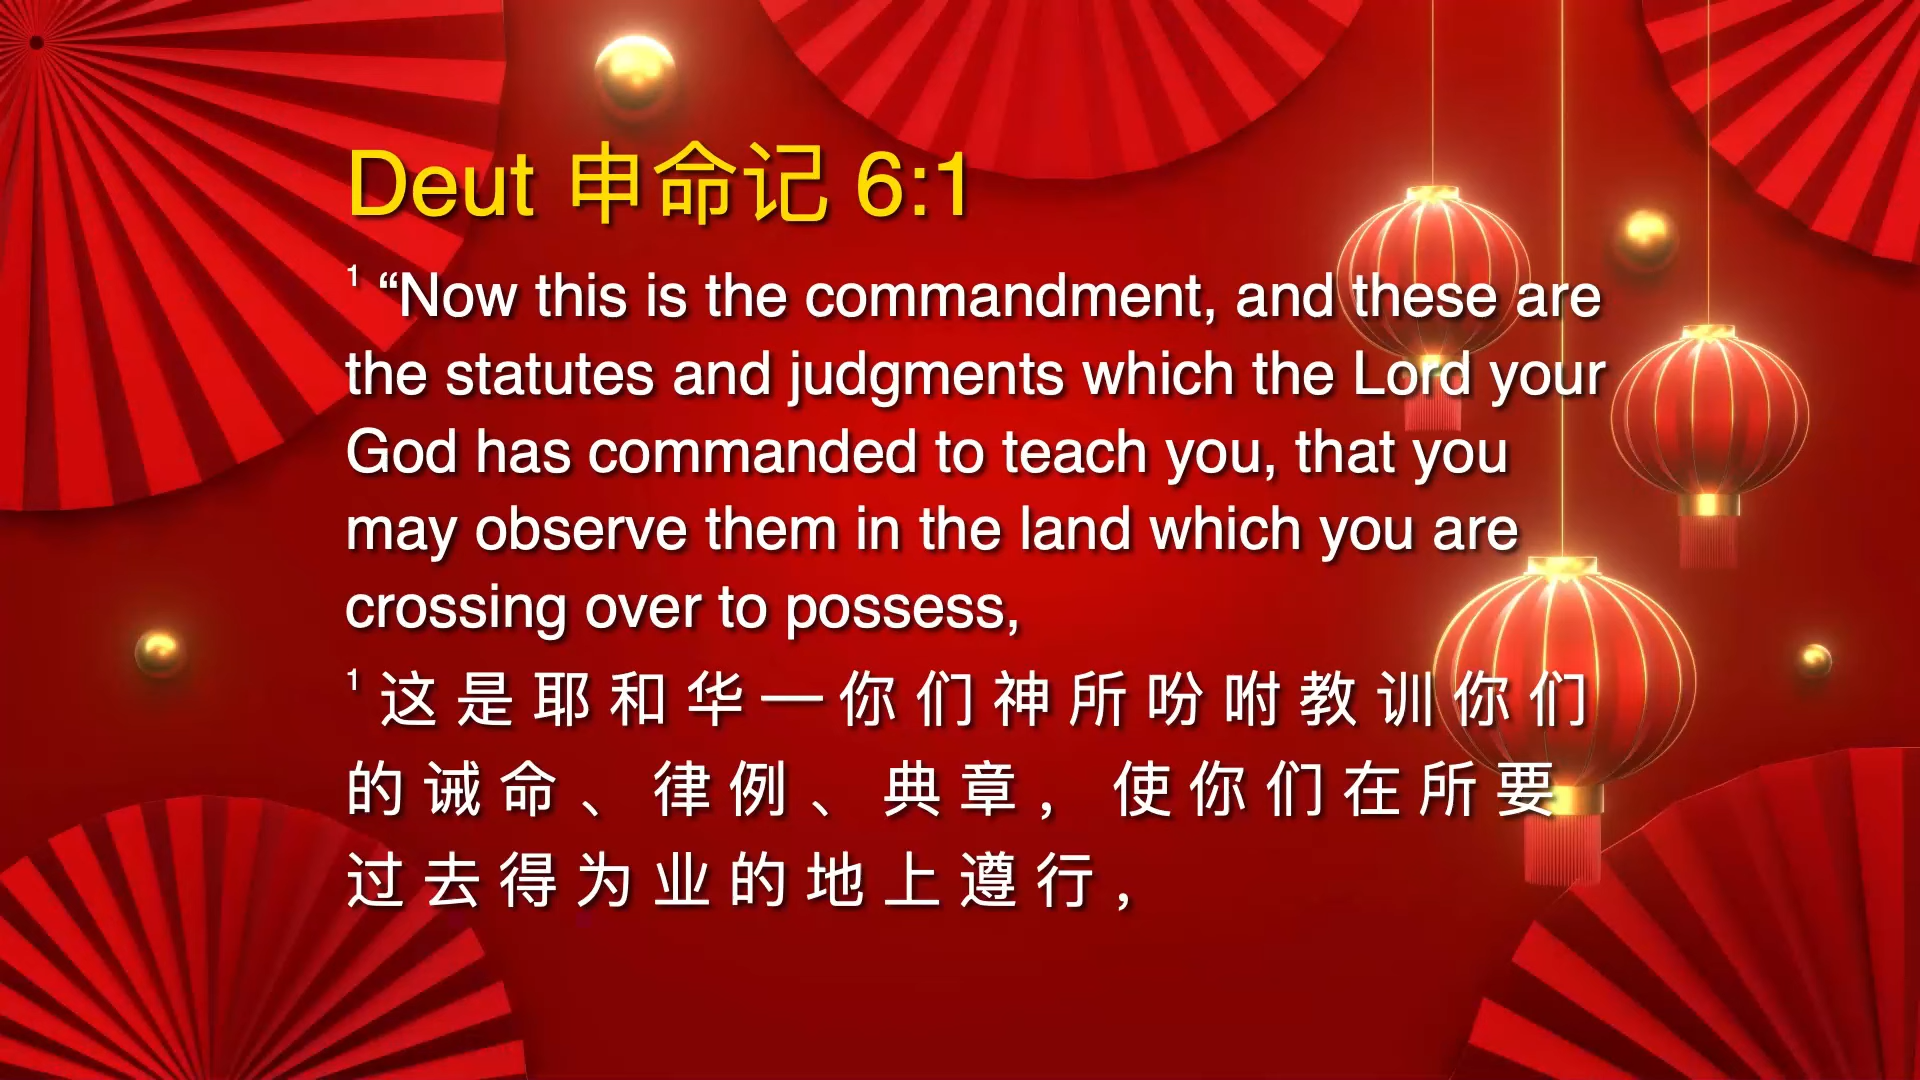 Deut 申命记 6:1
¹ “Now this is the commandment, and these are
the statutes and judgments which the Lord your
God has commanded to teach you, that you
may observe them in the land which you are
crossing over to possess,
¹ 这是耶和华—你们神所吩咐教训你们
的诫命、律例、典章，使你们在所要
过去得为业的地上遵行，